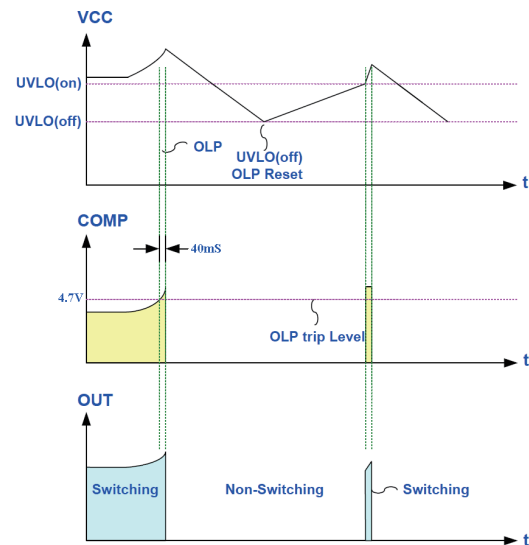 VCC
UVLO(on)
UVLO(off)
OLP
UVLO(off)
OLP Reset
t
COMP
40mS
4.7V
OLP trip Level
t
OUT
Switching
Non-Switching
Switching
t